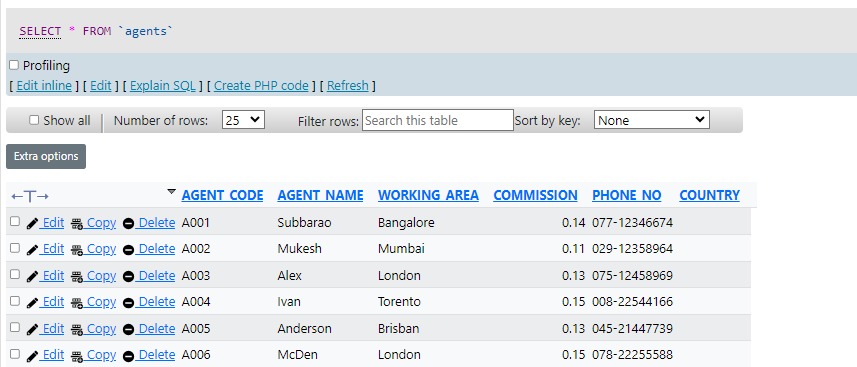 SELECT * FROM `agents`
Profiling
[ Edit inline ] [ Edit ] [ Explain SQL ] [ Create PHP code ] [ Refresh ]
Show all Number of rows: 25 Filter rows: Search this table Sort by key: None
Extra options
←T→ AGENT_CODE AGENT_NAME WORKING_AREA COMMISSION PHONE_NO COUNTRY
Edit Copy Delete A001 Subbarao Bangalore 0.14 077-12346674
Edit Copy Delete A002 Mukesh Mumbai 0.11 029-12358964
Edit Copy Delete A003 Alex London 0.13 075-12458969
Edit Copy Delete A004 Ivan Torento 0.15 008-22544166
Edit Copy Delete A005 Anderson Brisban 0.13 045-21447739
Edit Copy Delete A006 McDen London 0.15 078-22255588